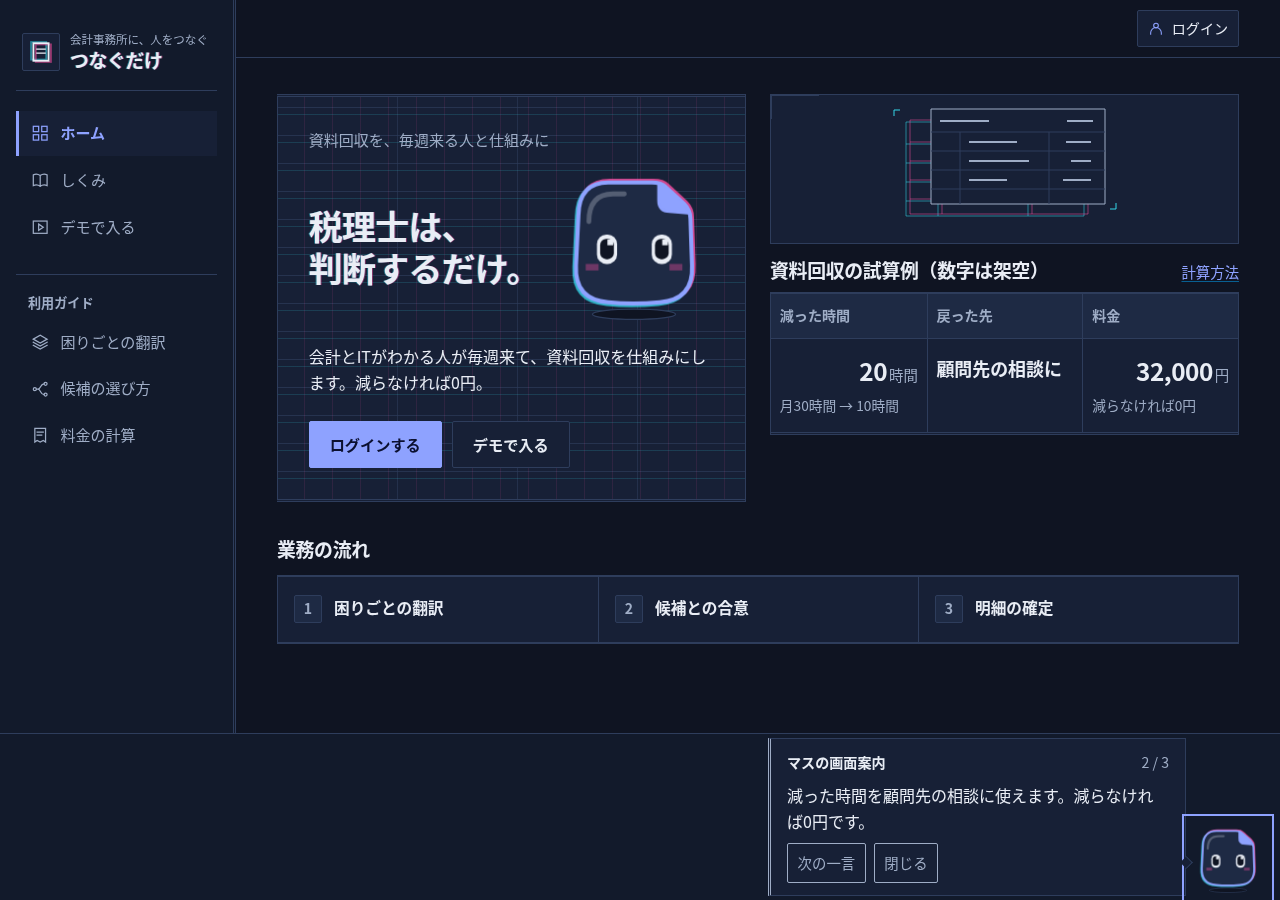 会計事務所に、人をつなぐ
つなぐだけ
ホーム
しくみ
デモで入る
利用ガイド
困りごとの翻訳
候補の選び方
料金の計算
ログイン
資料回収を、毎週来る人と仕組みに
税理士は、
判断するだけ。
会計とITがわかる人が毎週来て、資料回収を仕組みにし
ます。減らなければ0円。
ログインする
デモで入る
資料回収の試算例（数字は架空）
計算方法
減った時間
戻った先
料金
20時間
顧問先の相談に
32,000円
月30時間 → 10時間
減らなければ0円
業務の流れ
1 困りごとの翻訳
2 候補との合意
3 明細の確定
マスの画面案内
2 / 3
減った時間を顧問先の相談に使えます。減らなけれ
ば0円です。
次の一言
閉じる